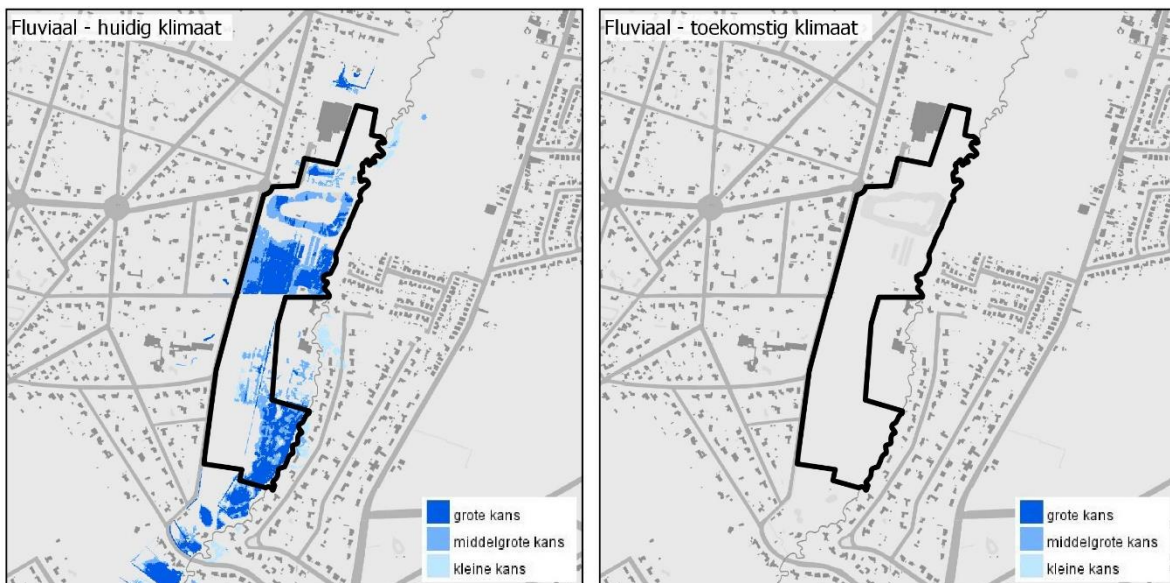 Fluviaal - huidig klimaat
grote kans
middelgrote kans
kleine kans
Fluviaal - toekomstig klimaat
grote kans
middelgrote kans
kleine kans